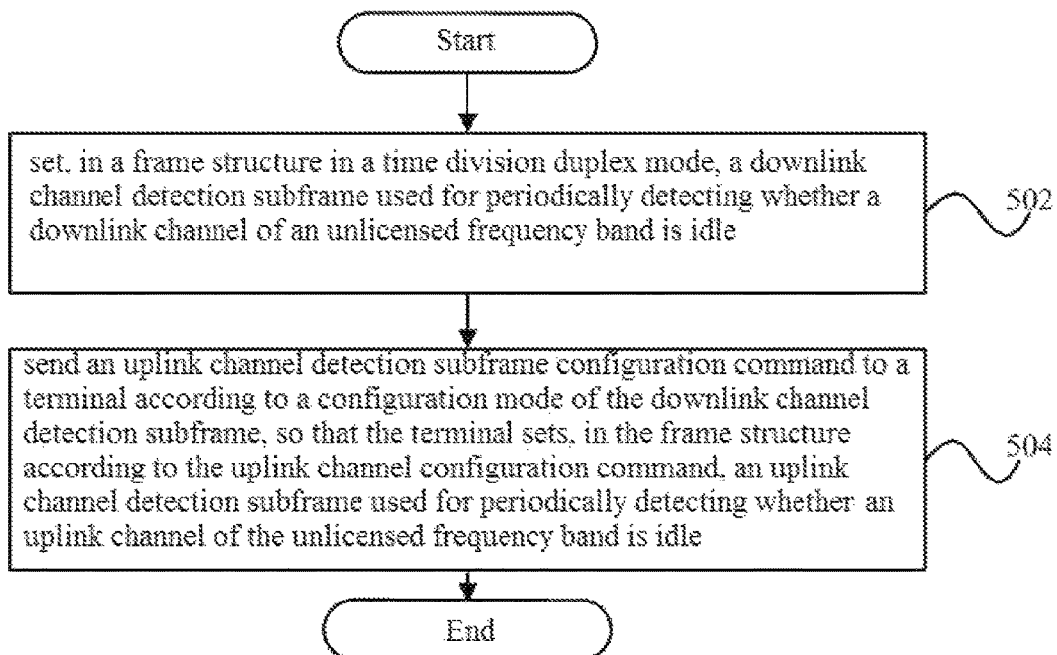 Start
set, in a frame structure in a time division duplex mode, a downlink
channel detection subframe used for periodically detecting whether a
downlink channel of an unlicensed frequency band is idle
502
send an uplink channel detection subframe configuration command to a
terminal according to a configuration mode of the downlink channel
detection subframe, so that the terminal sets, in the frame structure
according to the uplink channel configuration command, an uplink
channel detection subframe used for periodically detecting whether an
uplink channel of the unlicensed frequency band is idle
504
End